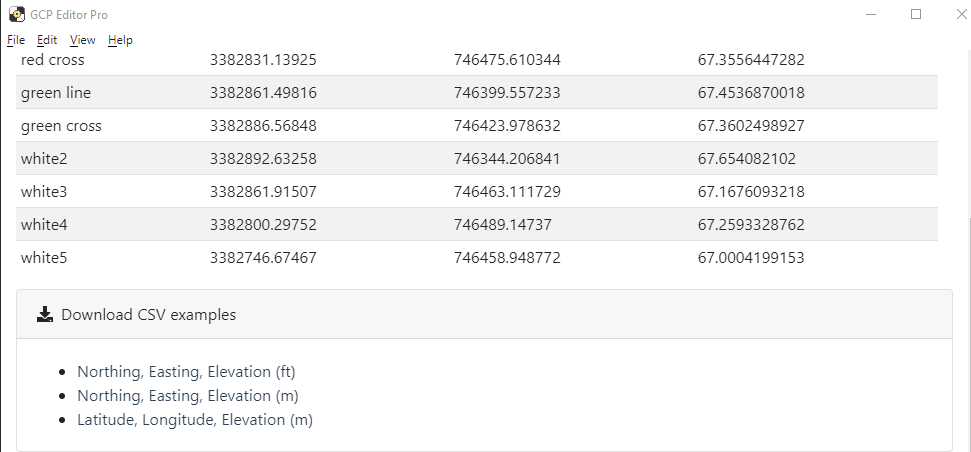 GCP Editor Pro
File Edit View Help
red cross 3382831.13925 746475.610344 67.3556447282
green line 3382861.49816 746399.557233 67.4536870018
green cross 3382886.56848 746423.978632 67.3602498927
white2 3382892.63258 746344.206841 67.654082102
white3 3382861.91507 746463.111729 67.1676093218
white4 3382800.29752 746489.14737 67.2593328762
white5 3382746.67467 746458.948772 67.0004199153
Download CSV examples
• Northing, Easting, Elevation (ft)
• Northing, Easting, Elevation (m)
• Latitude, Longitude, Elevation (m)